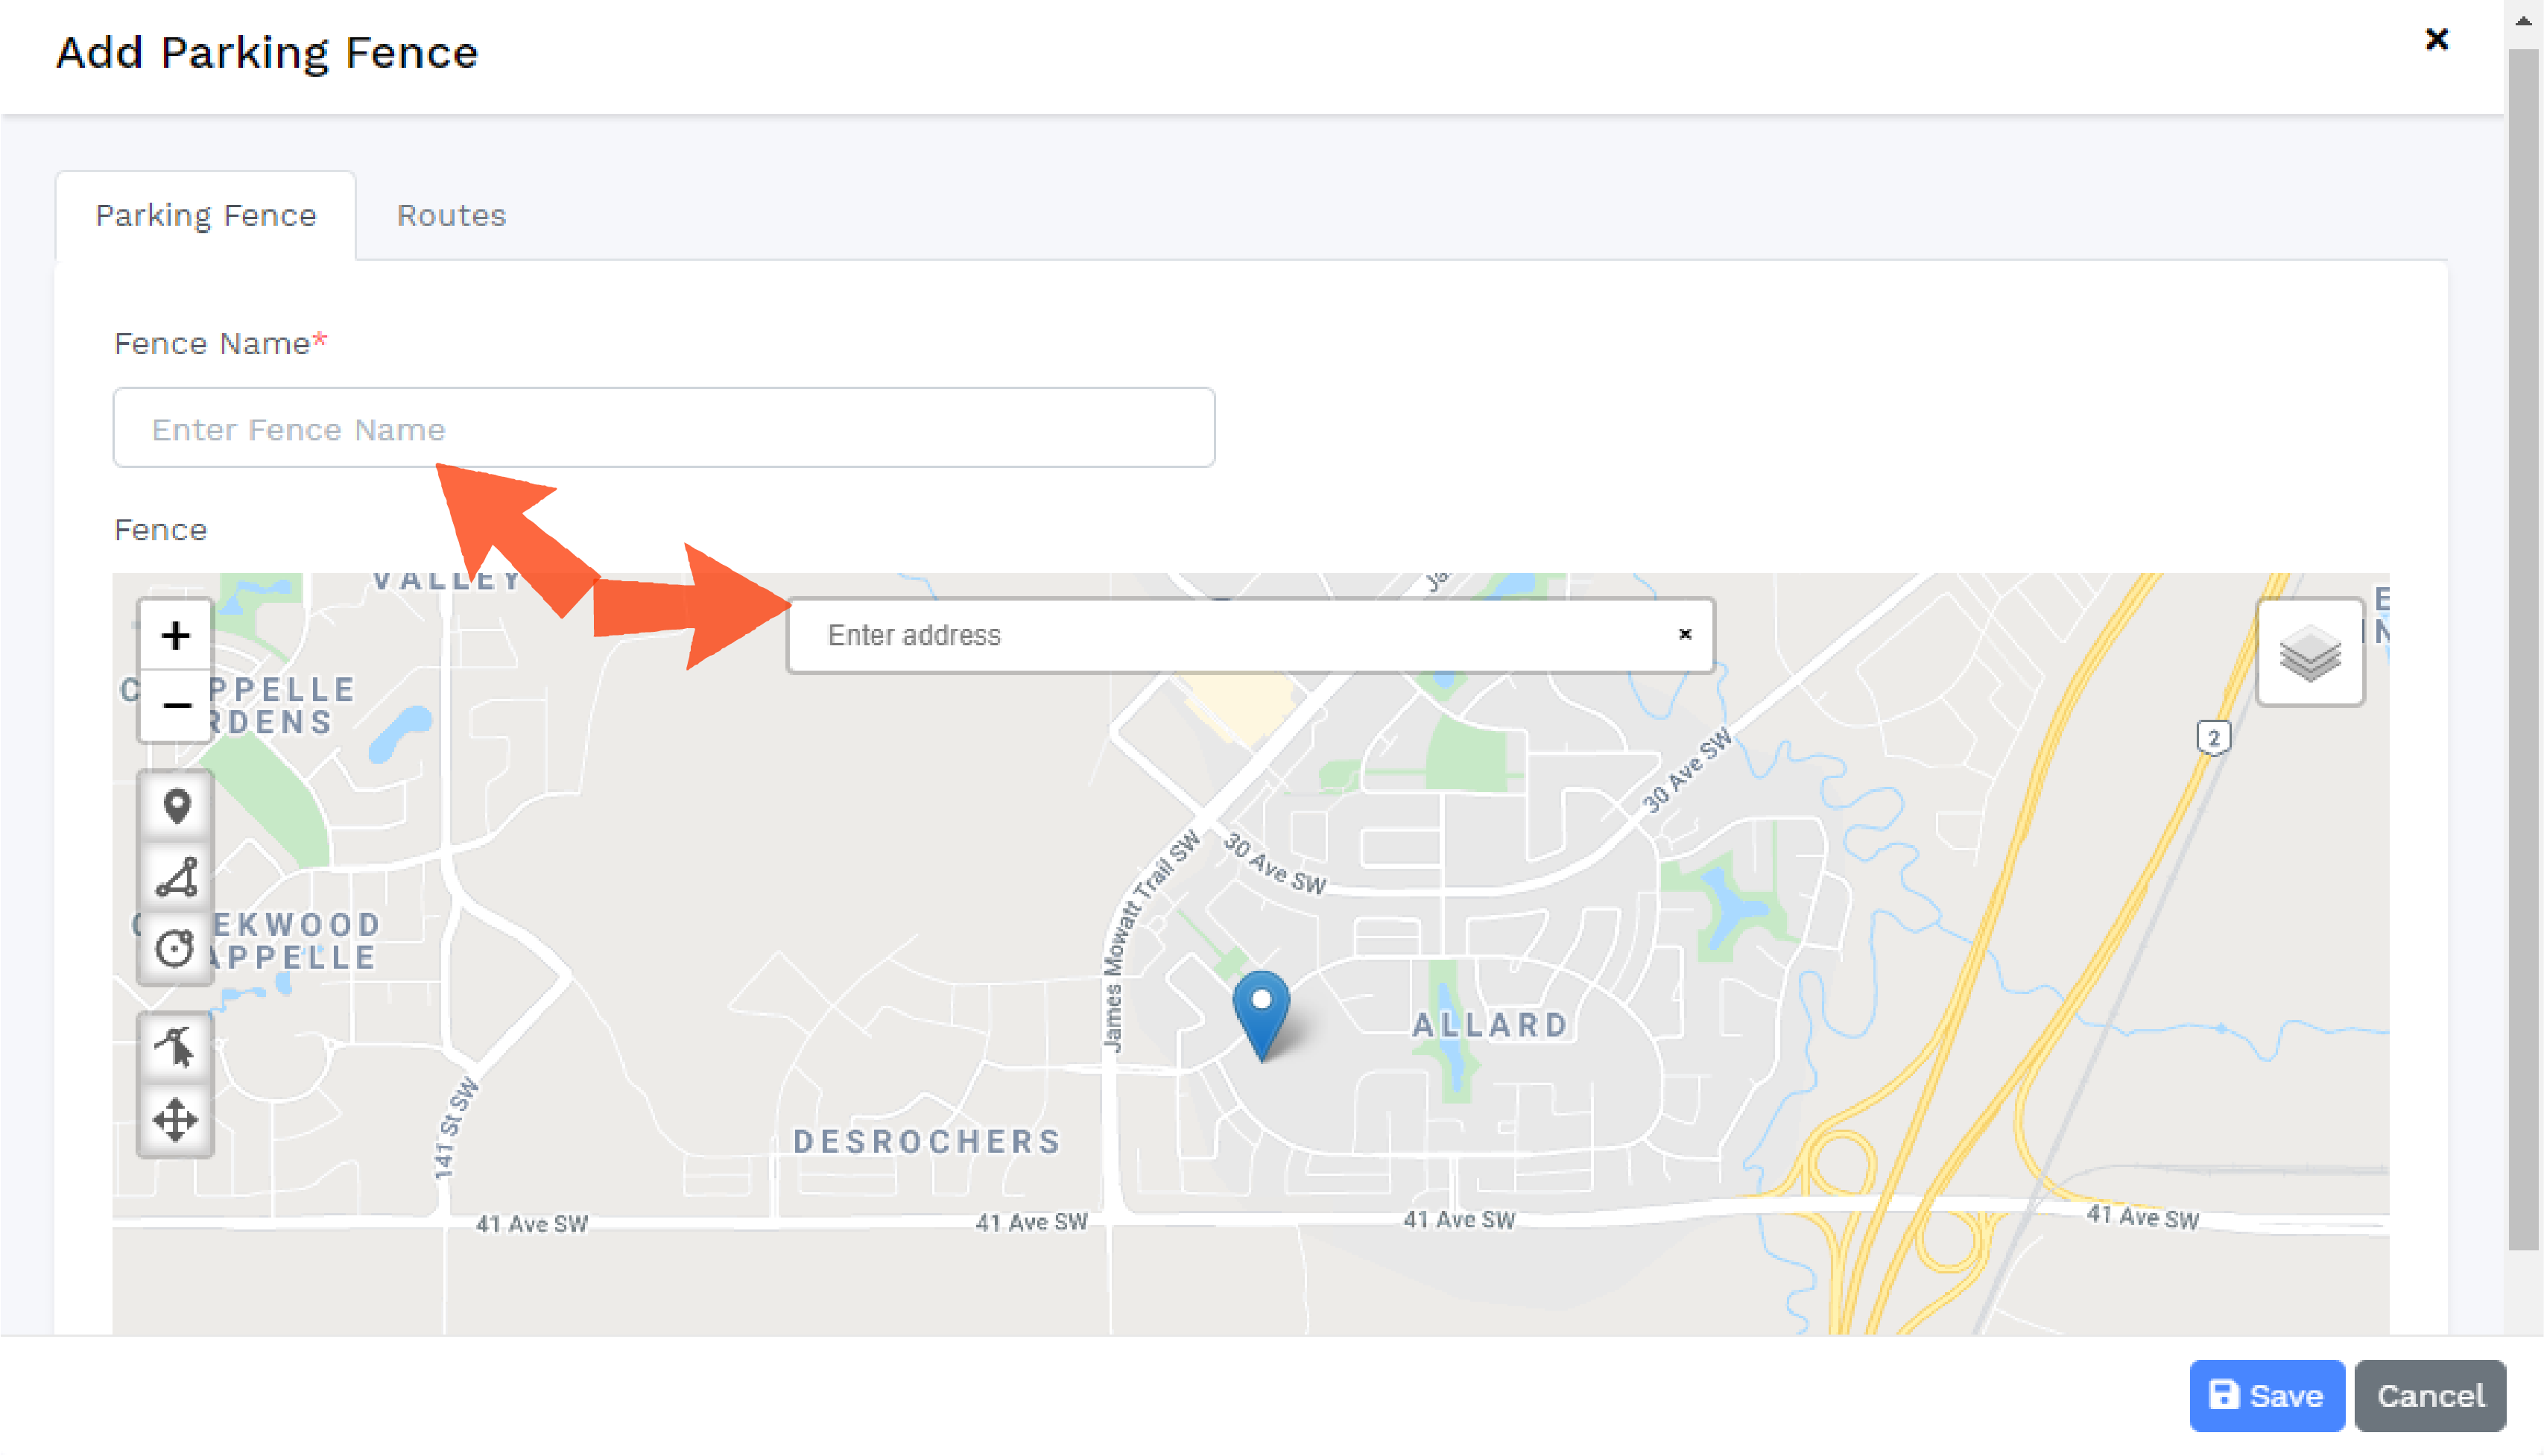 Add Parking Fence
Parking Fence
Routes
Fence Name*
Enter Fence Name
Fence
VALLEY
Enter address
PPELLE
RDENS
2
30 Ave SW
30 Ave SW
James Mowatt Trail SW
EKWOOD
APPELLE
ALLARD
141 St SW
DESROCHERS
41 Ave SW
41 Ave SW
41 Ave SW
41 Ave SW
Save
Cancel